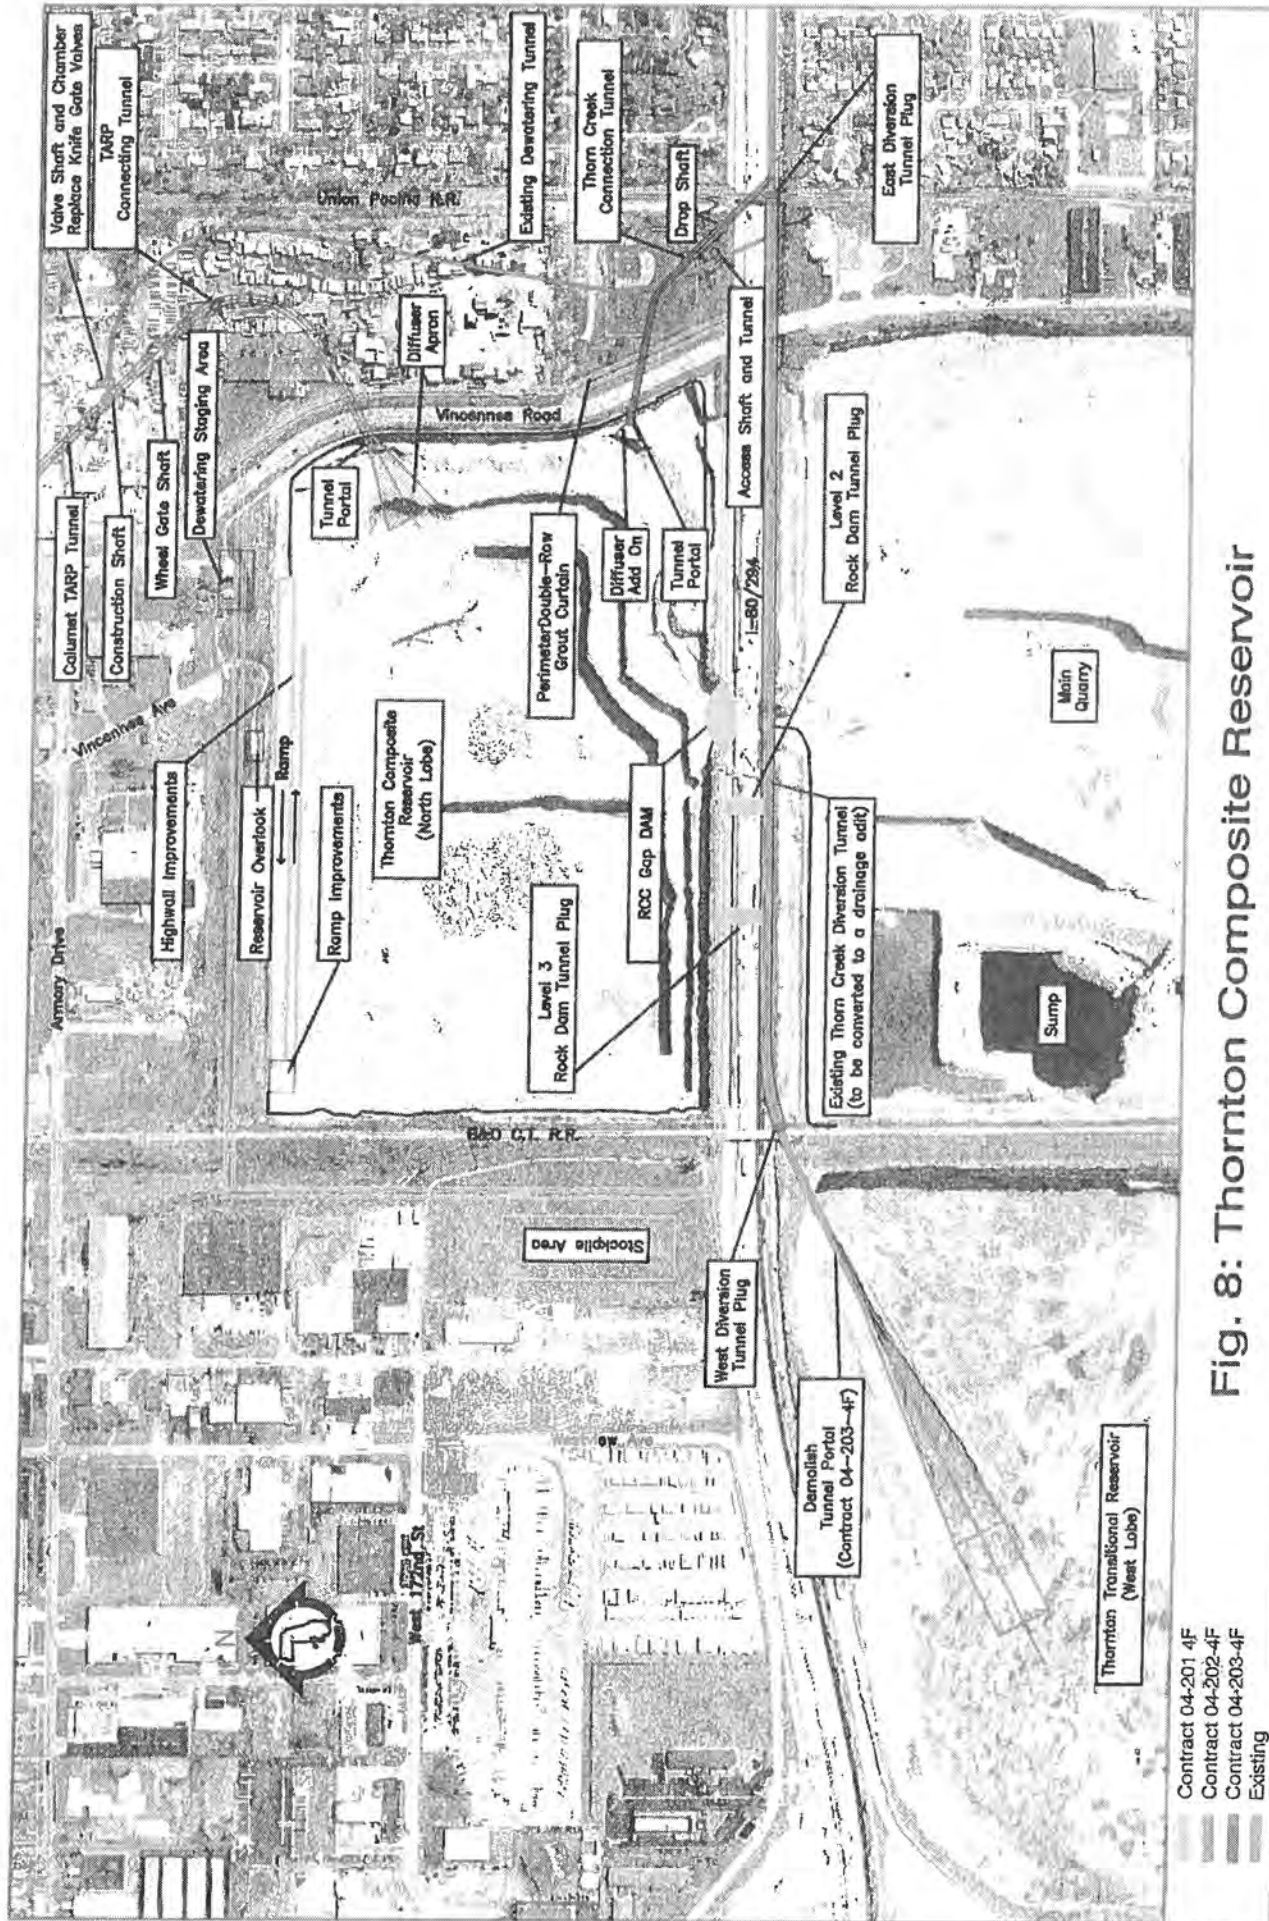 Valve Shaft and Chamber
Replace Knife Gate Valves
TARP
Connecting Tunnel
Calumet TARP Tunnel
Construction Shaft
Wheel Gate Shaft
Dewatering Staging Area
Armory Drive
Vincennes Ave
Highwall Improvements
Reservoir Overlook
Ramp
Ramp Improvements
Tunnel
Portal
Diffuser
Apron
Union Pacific R.R.
Existing Dewatering Tunnel
Vincennes Road
Thorn Creek
Connection Tunnel
Drop Shaft
East Diversion
Tunnel Plug
Access Shaft and Tunnel
PerimeterDouble-Row
Grout Curtain
Diffuser
Add On
Tunnel
Portal
I-80/294
Level 2
Rock Dam Tunnel Plug
Thornton Composite
Reservoir
(North Lobe)
RCC Gap DAM
Level 3
Rock Dam Tunnel Plug
Existing Thorn Creek Diversion Tunnel
(to be converted to a drainage adit)
Main
Quarry
Sump
B&O C.T. R.R.
Stockpile Area
West Diversion
Tunnel Plug
Demolish
Tunnel Portal
(Contract 04-203-4F)
Thornton Transitional Reservoir
(West Lobe)
West 172nd St
N
Contract 04-201 4F
Contract 04-202-4F
Contract 04-203-4F
Existing
Fig. 8: Thornton Composite Reservoir